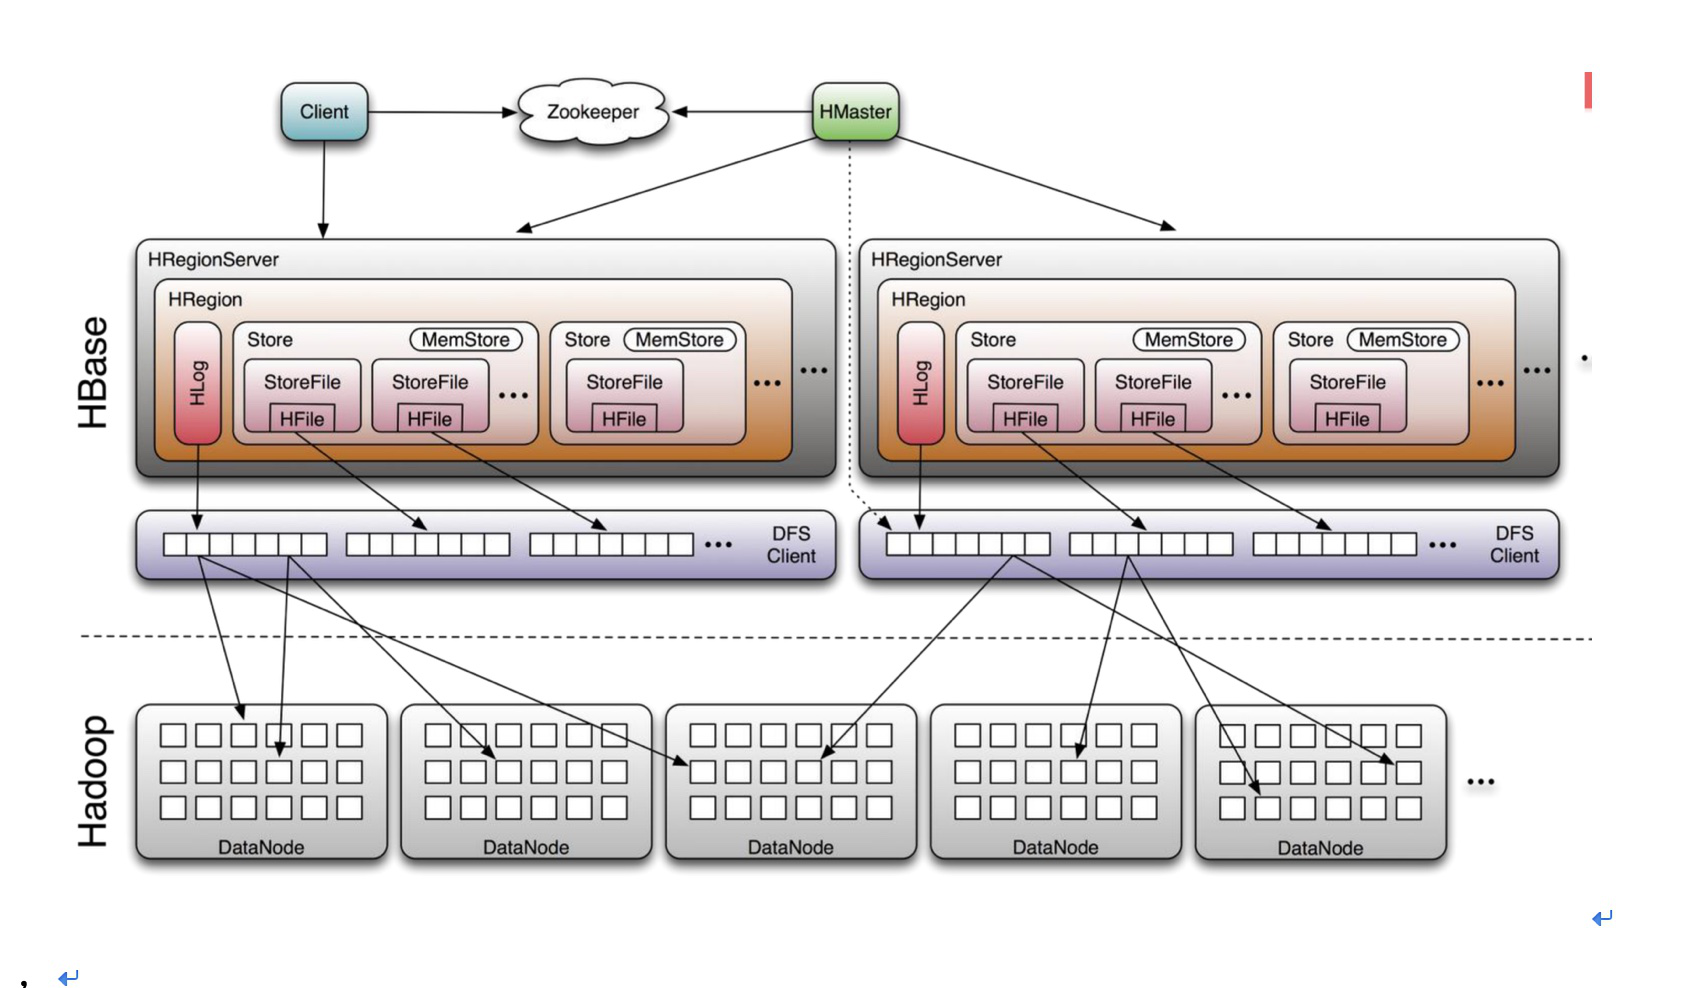 Client Zookeeper HMaster
HBase
HRegionServer
HRegion
HLog
Store MemStore
StoreFile StoreFile
HFile HFile
Store MemStore
StoreFile
HFile
...
...
HRegionServer
HRegion
HLog
Store MemStore
StoreFile StoreFile
HFile HFile
Store MemStore
StoreFile
HFile
...
...
DFS
Client
DFS
Client
Hadoop
DataNode DataNode DataNode DataNode DataNode
...
,